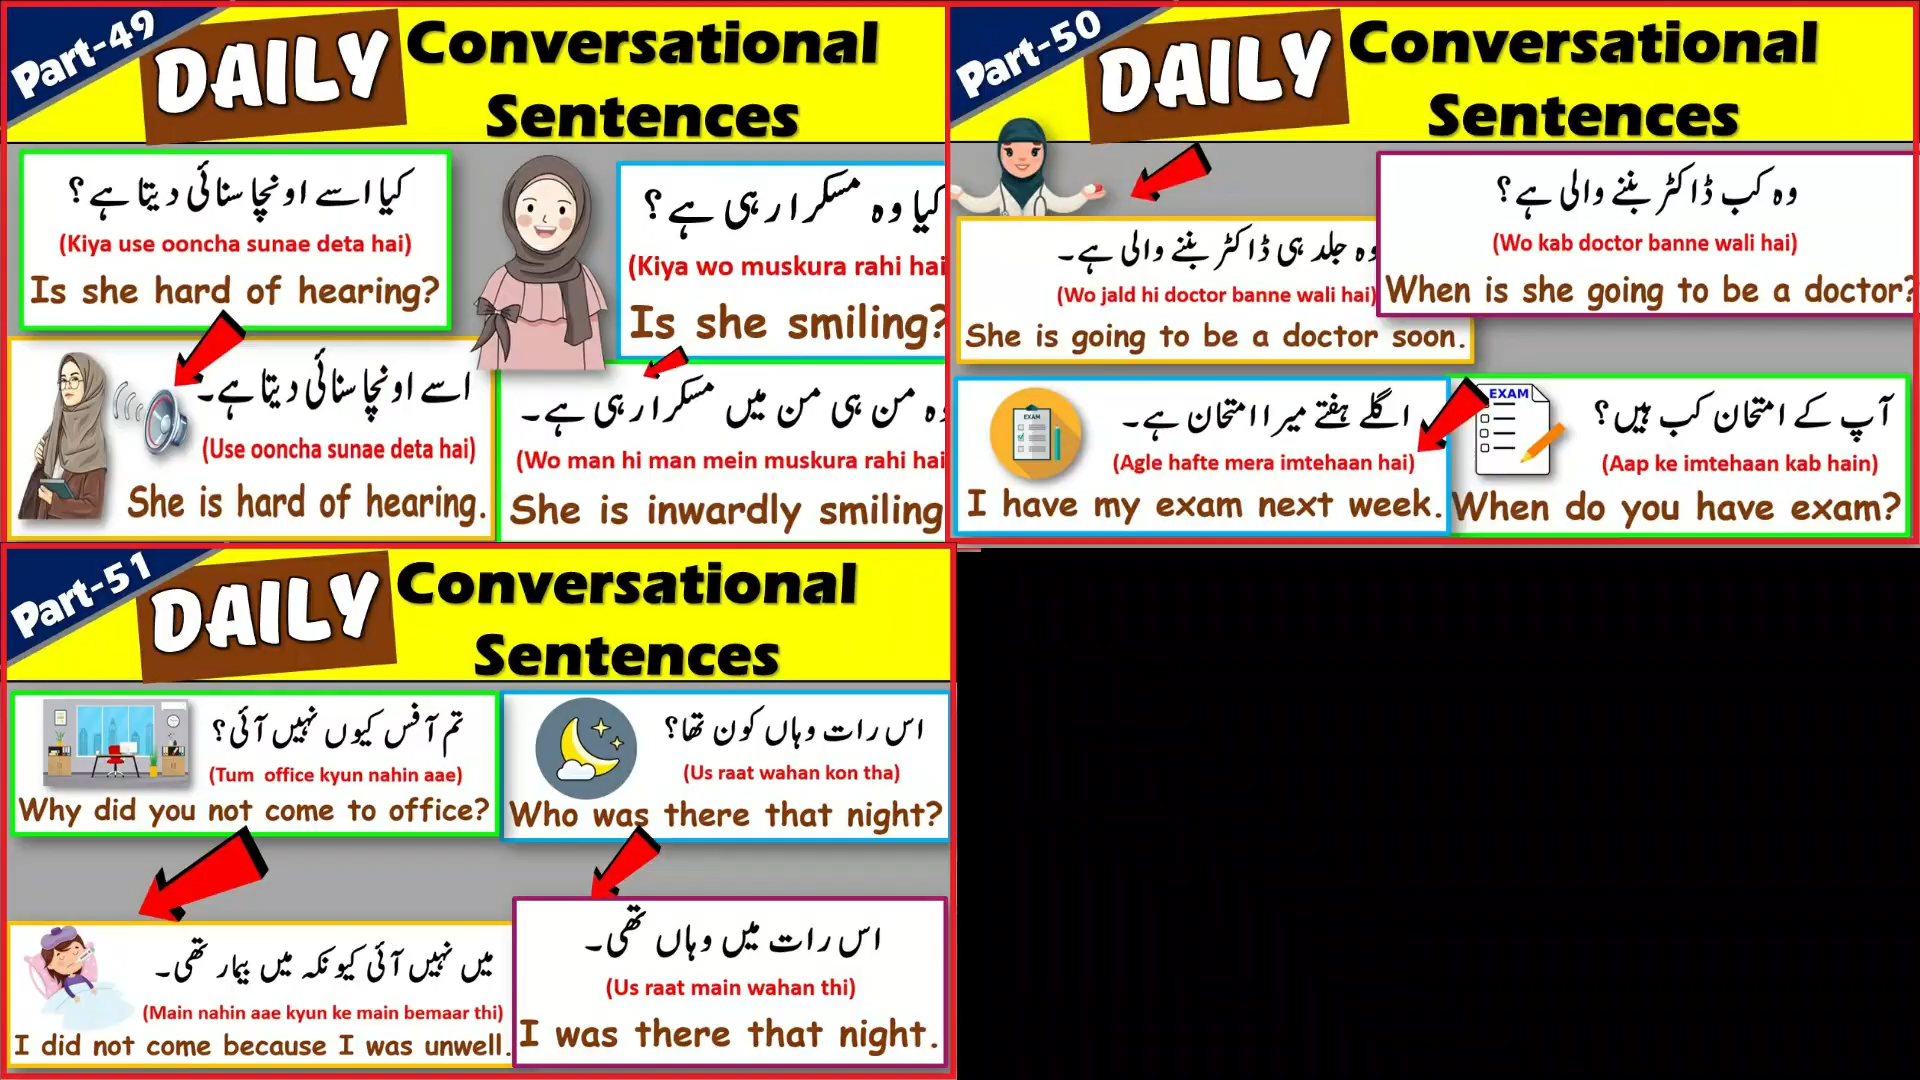 Part-49
DAILY
Conversational
Sentences
کیا اسے اونچا سنائی دیتا ہے؟
(Kiya use ooncha sunae deta hai)
Is she hard of hearing?
اسے اونچا سنائی دیتا ہے۔
(Use ooncha sunae deta hai)
She is hard of hearing.
کیا وہ مسکرا رہی ہے؟
(Kiya wo muskura rahi hai
Is she smiling?
وہ من ہی من میں مسکرا رہی ہے۔
(Wo man hi man mein muskura rahi hai
She is inwardly smiling
Part-50
DAILY
Conversational
Sentences
وہ کب ڈاکٹر بننے والی ہے؟
(Wo kab doctor banne wali hai)
When is she going to be a doctor?
وہ جلد ہی ڈاکٹر بننے والی ہے۔
(Wo jald hi doctor banne wali hai)
She is going to be a doctor soon.
EXAM
آپ کے امتحان کب ہیں؟
(Aap ke imtehaan kab hain)
When do you have exam?
EXAM
اگلے ہفتے میرا امتحان ہے۔
(Agle hafte mera imtehaan hai)
I have my exam next week.
Part-51
DAILY
Conversational
Sentences
تم آفس کیوں نہیں آئی؟
(Tum office kyun nahin aae)
Why did you not come to office?
میں نہیں آئی کیونکہ میں بیمار تھی۔
(Main nahin aae kyun ke main bemaar thi)
I did not come because I was unwell.
اس رات وہاں کون تھا؟
(Us raat wahan kon tha)
Who was there that night?
اس رات میں وہاں تھی۔
(Us raat main wahan thi)
I was there that night.